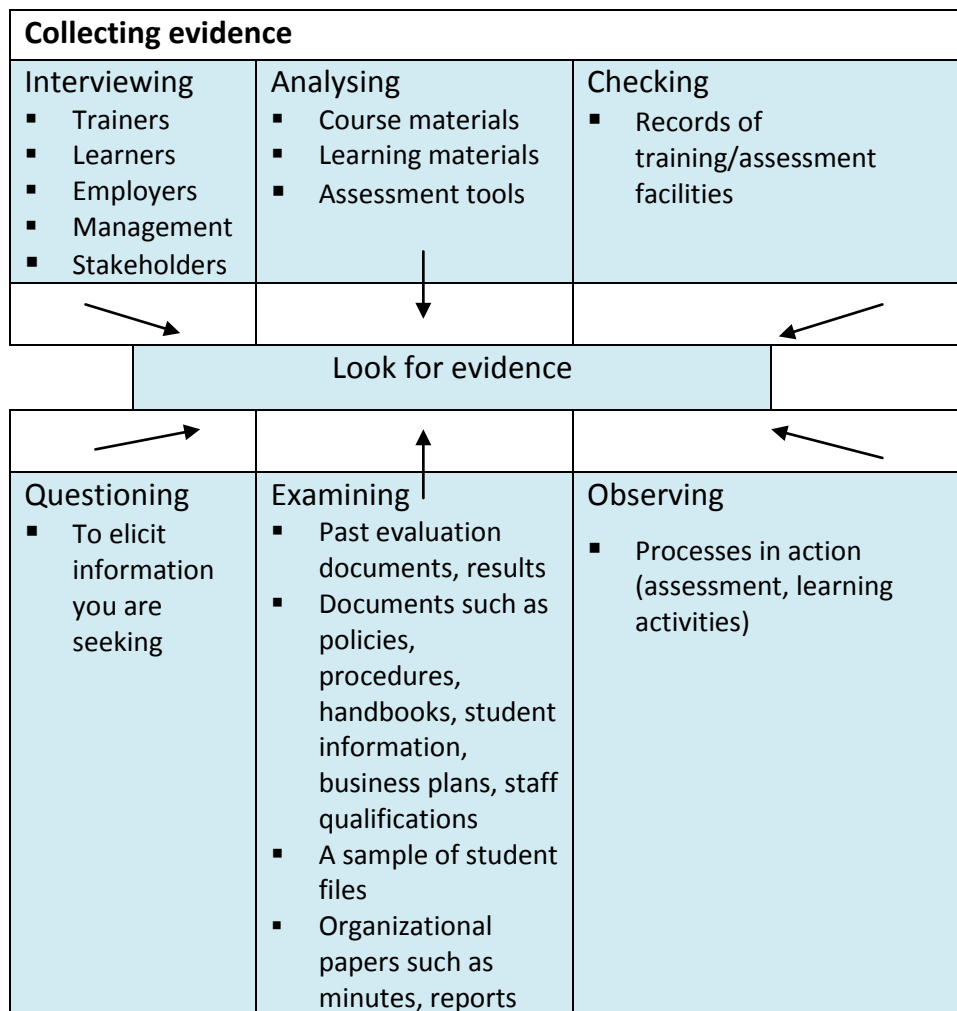 Collecting evidence
Interviewing
▪ Trainers
▪ Learners
▪ Employers
▪ Management
▪ Stakeholders
Analysing
▪ Course materials
▪ Learning materials
▪ Assessment tools
Checking
▪ Records of
training/assessment
facilities
Look for evidence
Questioning
▪ To elicit
information
you are
seeking
Examining
▪ Past evaluation
documents, results
▪ Documents such as
policies,
procedures,
handbooks, student
information,
business plans, staff
qualifications
▪ A sample of student
files
▪ Organizational
papers such as
minutes, reports
Observing
▪ Processes in action
(assessment, learning
activities)